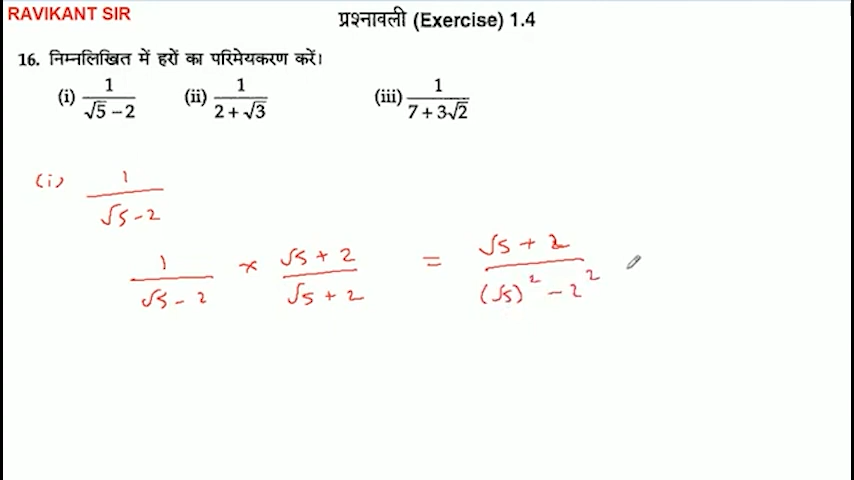 RAVIKANT SIR
प्रश्नावली (Exercise) 1.4
16. निम्नलिखित में हरों का परिमेयकरण करें।
(i) 1/(√5 − 2) (ii) 1/(2 + √3) (iii) 1/(7 + 3√2)
(i) 1/(√5 − 2)
1/(√5 − 2) × (√5 + 2)/(√5 + 2) = (√5 + 2)/((√5)² − 2²)